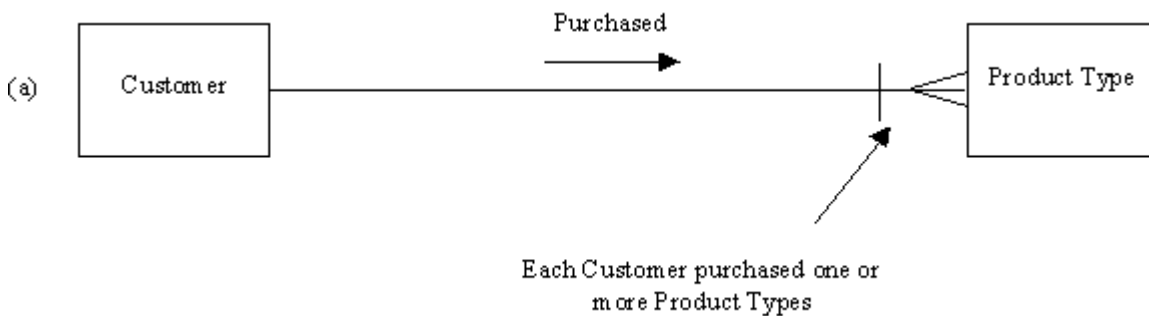 Purchased
(a)
Customer
Product Type
Each Customer purchased one or
more Product Types